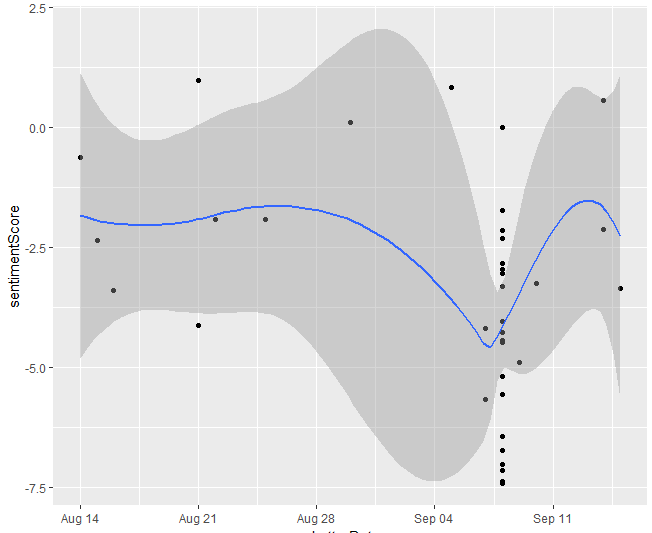 2.5
0.0
-2.5
-5.0
-7.5
sentimentScore
Aug 14
Aug 21
Aug 28
Sep 04
Sep 11